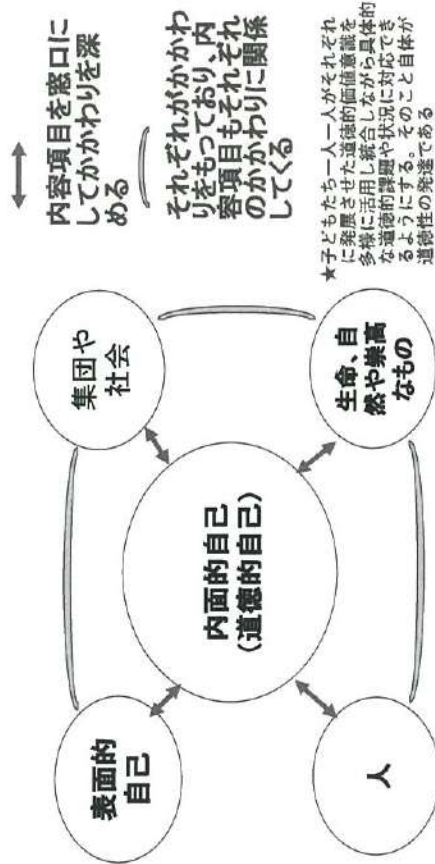 表面的
自己
集団や
社会
内面的自己
(道徳的自己)
人
生命、自
然や崇高
なもの
内容項目を窓口に
してかかわりを深
める
それぞれがかかわ
りをもっており、内
容項目もそれぞれ
のかかわりに関係
してくる
★子どもたち一人一人がそれぞれ
に発展させた道徳的価値意識を
多様に活用し統合しながら具体的
な道徳的課題や状況に対応でき
るようにする。そのこと自体が
道徳性の発達である